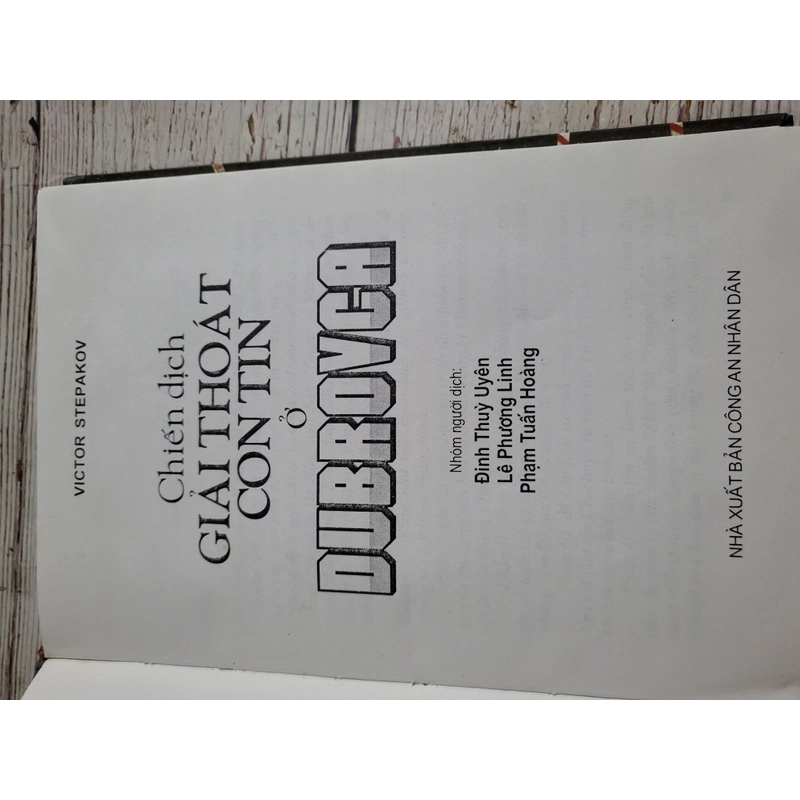 VICTOR STEPAKOV
Chiến dịch
GIẢI THOÁT
CON TIN
Ở
DUBROVCA
Nhóm người dịch:
Đinh Thuỳ Uyên
Lê Phương Linh
Phạm Tuấn Hoàng
NHÀ XUẤT BẢN CÔNG AN NHÂN DÂN